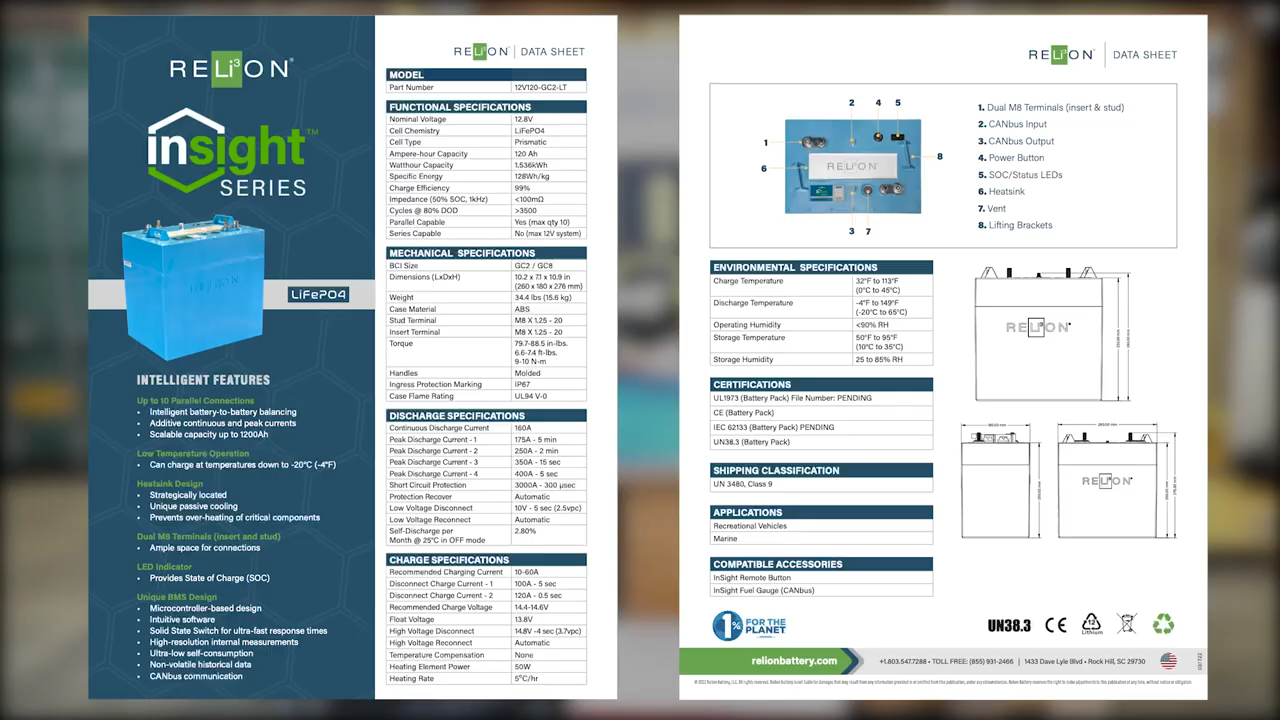 RELi3ON®
insight™
SERIES
LiFePO4
INTELLIGENT FEATURES
Up to 10 Parallel Connections
• Intelligent battery-to-battery balancing
• Additive continuous and peak currents
• Scalable capacity up to 1200Ah
Low Temperature Operation
• Can charge at temperatures down to -20°C (-4°F)
Heatsink Design
• Strategically located
• Unique passive cooling
• Prevents over-heating of critical components
Dual M8 Terminals (insert and stud)
• Ample space for connections
LED Indicator
• Provides State of Charge (SOC)
Unique BMS Design
• Microcontroller-based design
• Intuitive software
• Solid State Switch for ultra-fast response times
• High-resolution internal measurements
• Ultra-low self-consumption
• Non-volatile historical data
• CANbus communication
RELi3ON® | DATA SHEET
MODEL
Part Number 12V120-GC2-LT
FUNCTIONAL SPECIFICATIONS
Nominal Voltage 12.8V
Cell Chemistry LiFePO4
Cell Type Prismatic
Ampere-hour Capacity 120 Ah
Watthour Capacity 1.536kWh
Specific Energy 128Wh/kg
Charge Efficiency 99%
Impedance (50% SOC, 1kHz) <100mΩ
Cycles @ 80% DOD >3500
Parallel Capable Yes (max qty 10)
Series Capable No (max 12V system)
MECHANICAL SPECIFICATIONS
BCI Size GC2 / GC8
Dimensions (LxDxH) 10.2 x 7.1 x 10.9 in
(260 x 180 x 276 mm)
Weight 34.4 lbs (15.6 kg)
Case Material ABS
Stud Terminal M8 X 1.25 - 20
Insert Terminal M8 X 1.25 - 20
Torque 79.7-88.5 in-lbs.
6.6-7.4 ft-lbs.
9-10 N-m
Handles Molded
Ingress Protection Marking IP67
Case Flame Rating UL94 V-0
DISCHARGE SPECIFICATIONS
Continuous Discharge Current 160A
Peak Discharge Current - 1 175A - 5 min
Peak Discharge Current - 2 250A - 2 min
Peak Discharge Current - 3 350A - 15 sec
Peak Discharge Current - 4 400A - 5 sec
Short Circuit Protection 3000A - 300 µsec
Protection Recover Automatic
Low Voltage Disconnect 10V - 5 sec (2.5vpc)
Low Voltage Reconnect Automatic
Self-Discharge per 2.80%
Month @ 25°C in OFF mode
CHARGE SPECIFICATIONS
Recommended Charging Current 10-60A
Disconnect Charge Current - 1 100A - 5 sec
Disconnect Charge Current - 2 120A - 0.5 sec
Recommended Charge Voltage 14.4-14.6V
Float Voltage 13.8V
High Voltage Disconnect 14.8V -4 sec (3.7vpc)
High Voltage Reconnect Automatic
Temperature Compensation None
Heating Element Power 50W
Heating Rate 5°C/hr
RELi3ON® | DATA SHEET
2 4 5
1
8
6
RELi3ON
3 7
1. Dual M8 Terminals (insert & stud)
2. CANbus Input
3. CANbus Output
4. Power Button
5. SOC/Status LEDs
6. Heatsink
7. Vent
8. Lifting Brackets
ENVIRONMENTAL SPECIFICATIONS
Charge Temperature 32°F to 113°F
(0°C to 45°C)
Discharge Temperature -4°F to 149°F
(-20°C to 65°C)
Operating Humidity <90% RH
Storage Temperature 50°F to 95°F
(10°C to 35°C)
Storage Humidity 25 to 85% RH
CERTIFICATIONS
UL1973 (Battery Pack) File Number: PENDING
CE (Battery Pack)
IEC 62133 (Battery Pack) PENDING
UN38.3 (Battery Pack)
SHIPPING CLASSIFICATION
UN 3480, Class 9
APPLICATIONS
Recreational Vehicles
Marine
COMPATIBLE ACCESSORIES
InSight Remote Button
InSight Fuel Gauge (CANbus)
RELi3ON
RELi3ON
1% FOR THE
PLANET
UN38.3 CE 12 Lithium
relionbattery.com
+1.803.547.7288 • TOLL FREE: (855) 931-2466 | 1433 Dave Lyle Blvd • Rock Hill, SC 29730